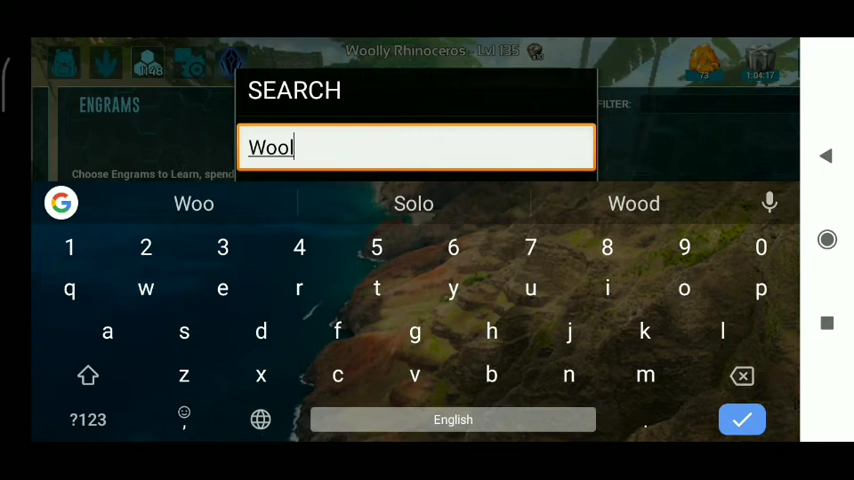 Woolly Rhinoceros - Lvl 135
1148
73
1:04:17
SEARCH
ENGRAMS
FILTER:
Wool
Choose Engrams to Learn, spend
G
Woo Solo Wood
1 2 3 4 5 6 7 8 9 0
q w e r t y u i o p
a s d f g h j k l
z x c v b n m
?123 , English .